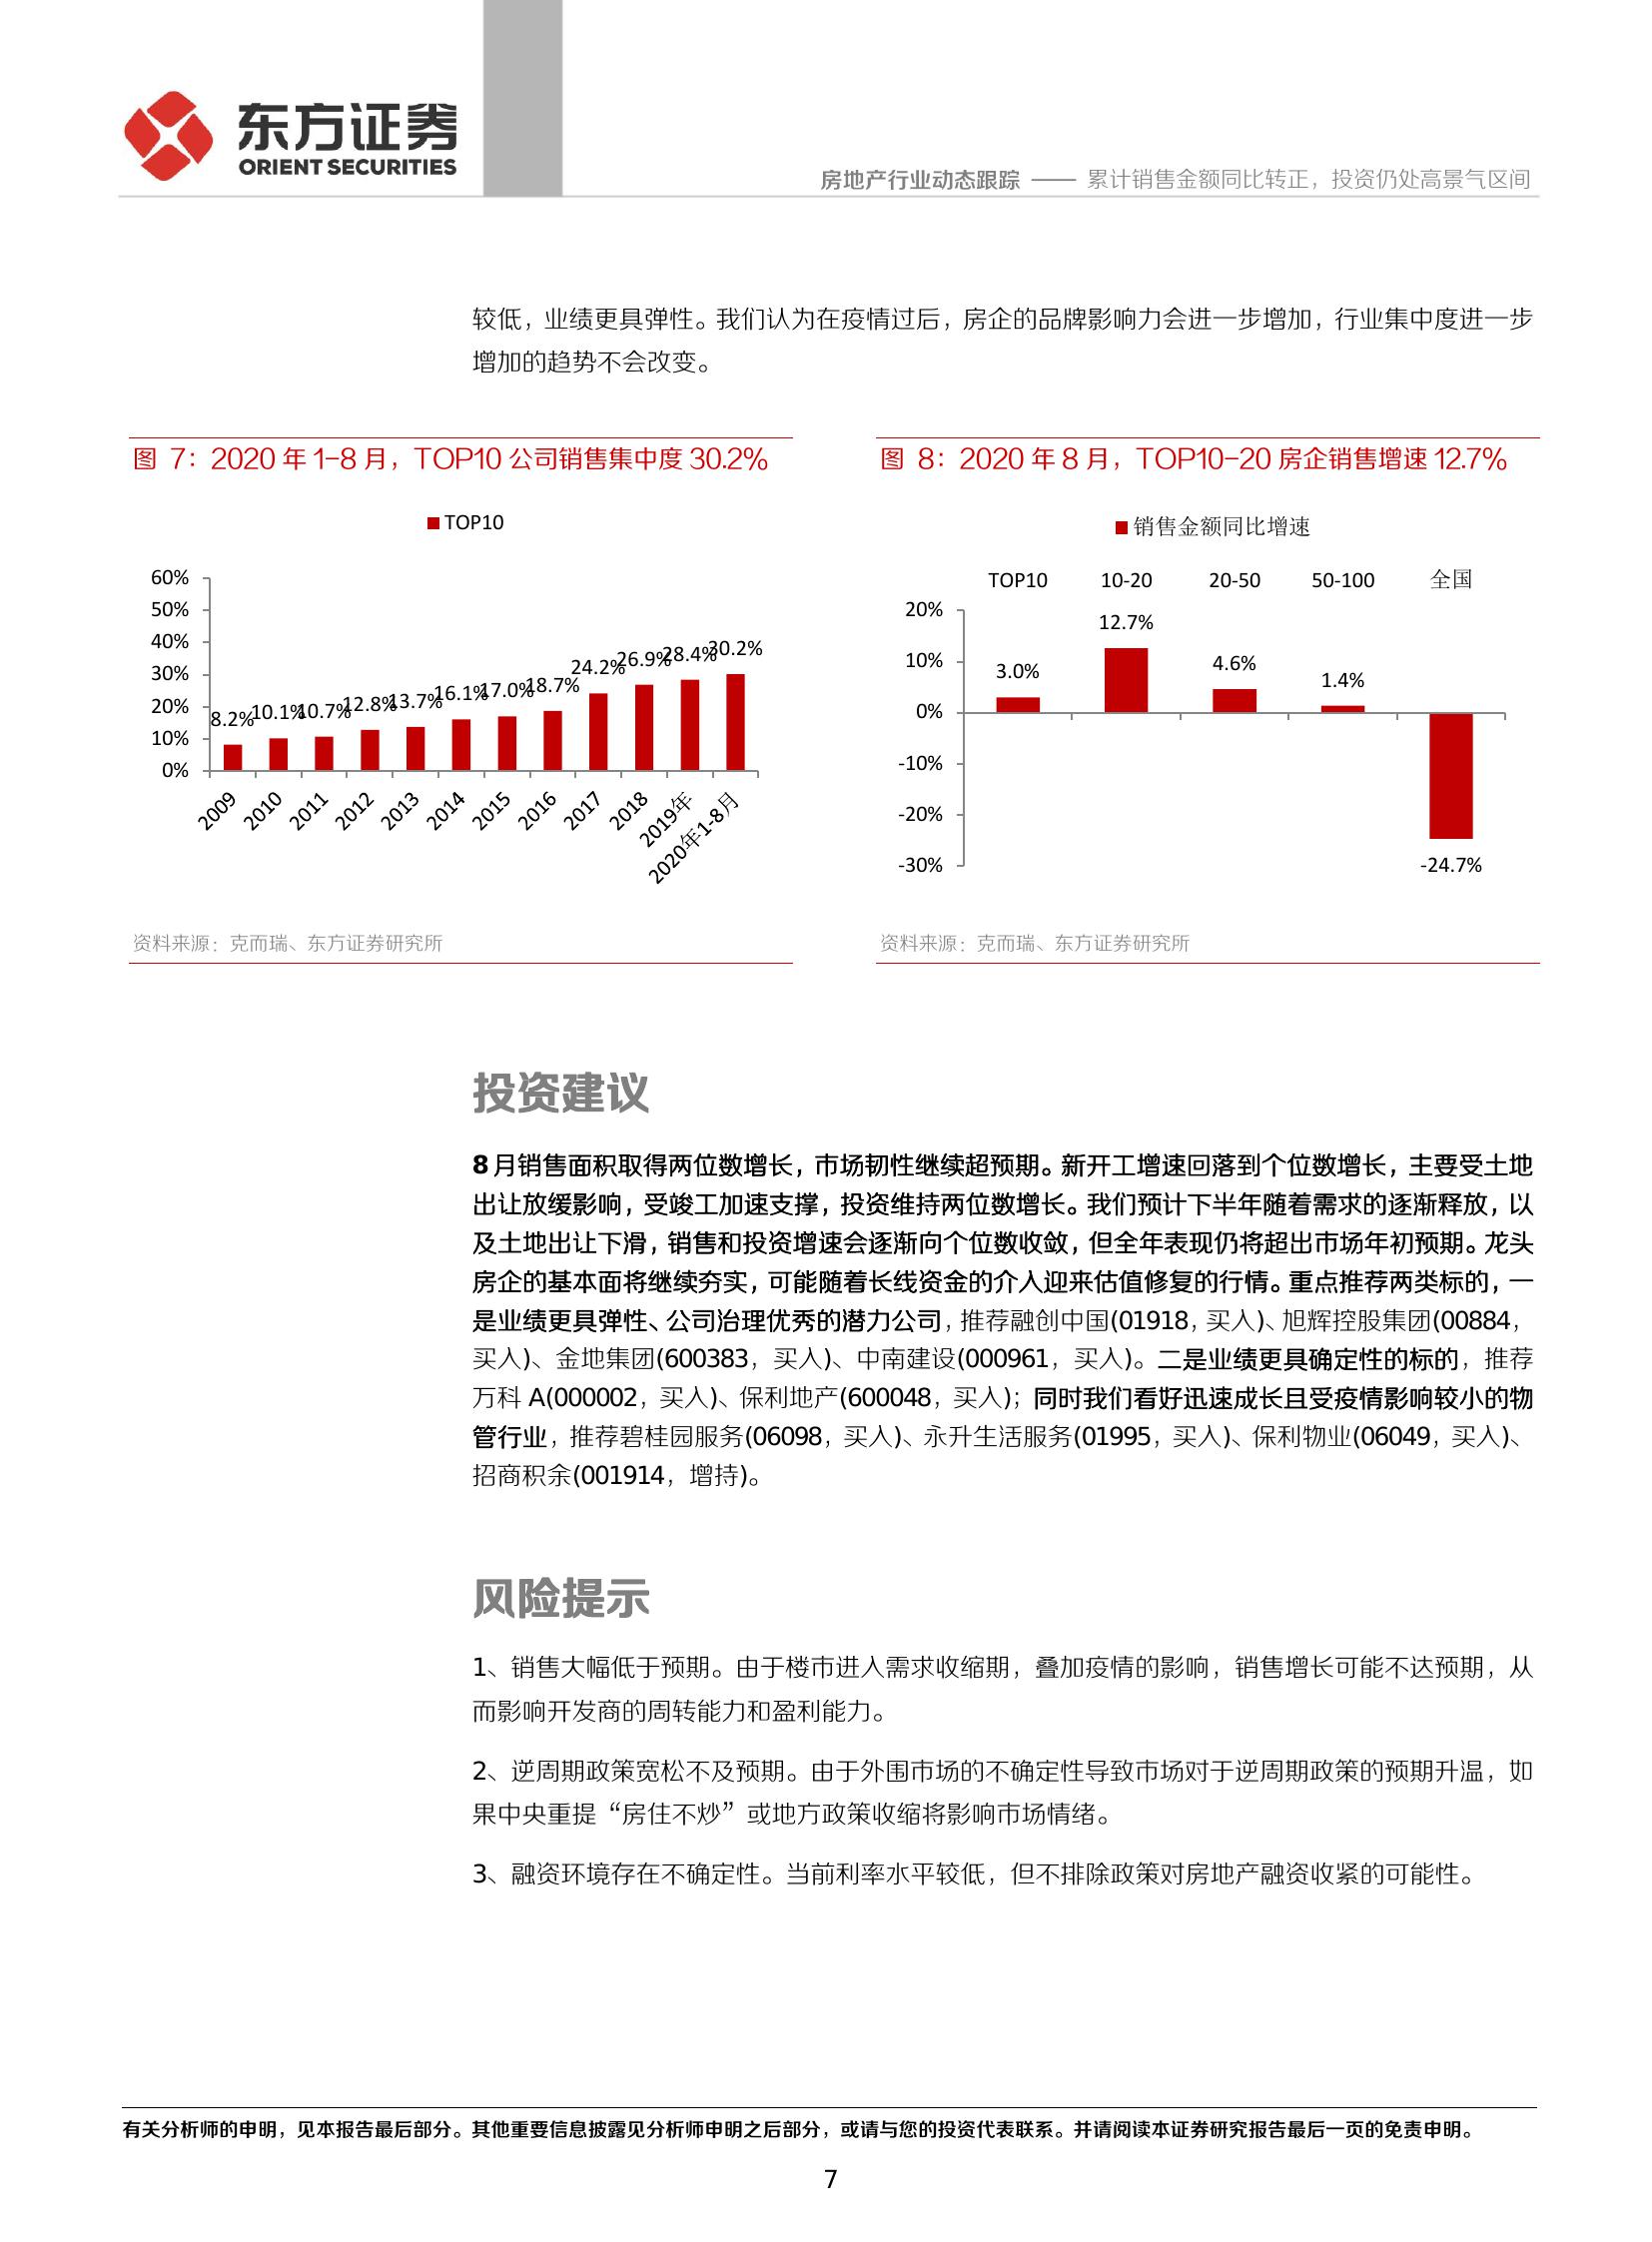 东方证券
ORIENT SECURITIES
房地产行业动态跟踪 —— 累计销售金额同比转正，投资仍处高景气区间
较低，业绩更具弹性。我们认为在疫情过后，房企的品牌影响力会进一步增加，行业集中度进一步
增加的趋势不会改变。
图 7：2020 年 1-8 月，TOP10 公司销售集中度 30.2%
TOP10
60%
50%
40%
30%
20%
10%
0%
8.2%
10.1%
10.7%
12.8%
13.7%
16.1%
17.0%
18.7%
24.2%
26.9%
28.4%
30.2%
2009
2010
2011
2012
2013
2014
2015
2016
2017
2018
2019年
2020年1-8月
资料来源：克而瑞、东方证券研究所
图 8：2020 年 8 月，TOP10-20 房企销售增速 12.7%
销售金额同比增速
TOP10 10-20 20-50 50-100 全国
20%
10%
0%
-10%
-20%
-30%
3.0%
12.7%
4.6%
1.4%
-24.7%
资料来源：克而瑞、东方证券研究所
投资建议
8 月销售面积取得两位数增长，市场韧性继续超预期。新开工增速回落到个位数增长，主要受土地
出让放缓影响，受竣工加速支撑，投资维持两位数增长。我们预计下半年随着需求的逐渐释放，以
及土地出让下滑，销售和投资增速会逐渐向个位数收敛，但全年表现仍将超出市场年初预期。龙头
房企的基本面将继续夯实，可能随着长线资金的介入迎来估值修复的行情。重点推荐两类标的，一
是业绩更具弹性、公司治理优秀的潜力公司，推荐融创中国(01918，买入)、旭辉控股集团(00884，
买入)、金地集团(600383，买入)、中南建设(000961，买入)。二是业绩更具确定性的标的，推荐
万科 A(000002，买入)、保利地产(600048，买入)；同时我们看好迅速成长且受疫情影响较小的物
管行业，推荐碧桂园服务(06098，买入)、永升生活服务(01995，买入)、保利物业(06049，买入)、
招商积余(001914，增持)。
风险提示
1、销售大幅低于预期。由于楼市进入需求收缩期，叠加疫情的影响，销售增长可能不达预期，从
而影响开发商的周转能力和盈利能力。
2、逆周期政策宽松不及预期。由于外围市场的不确定性导致市场对于逆周期政策的预期升温，如
果中央重提“房住不炒”或地方政策收缩将影响市场情绪。
3、融资环境存在不确定性。当前利率水平较低，但不排除政策对房地产融资收紧的可能性。
有关分析师的申明，见本报告最后部分。其他重要信息披露见分析师申明之后部分，或请与您的投资代表联系。并请阅读本证券研究报告最后一页的免责申明。
7